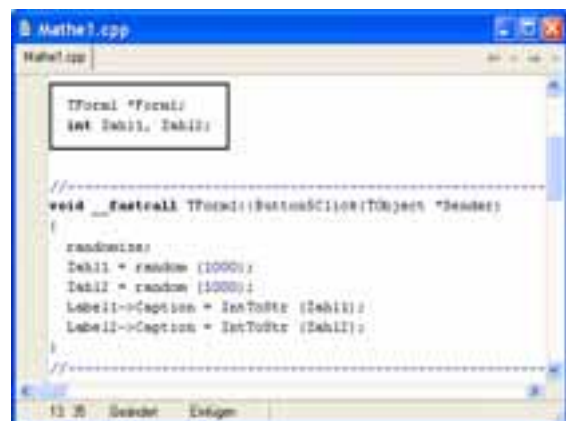 Mathe1.cpp
Mathe1.cpp
TForm1 *Form1;
int Zahl1, Zahl2;
//------------------------------------------------------------
void __fastcall TForm1::Button5Click(TObject *Sender)
{
randomize;
Zahl1 = random (1000);
Zahl2 = random (1000);
Label1->Caption = IntToStr (Zahl1);
Label2->Caption = IntToStr (Zahl2);
}
//------------------------------------------------------------
13: 35 Geändert Einfügen